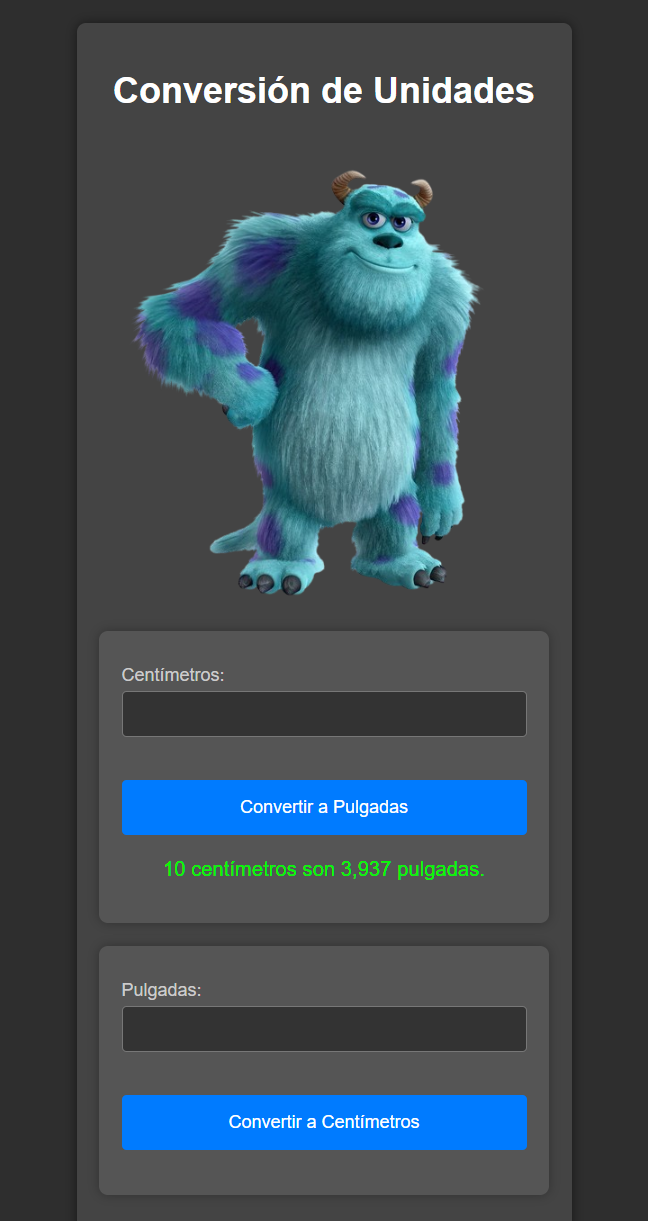 Conversión de Unidades
Centímetros:
Convertir a Pulgadas
10 centímetros son 3,937 pulgadas.
Pulgadas:
Convertir a Centímetros